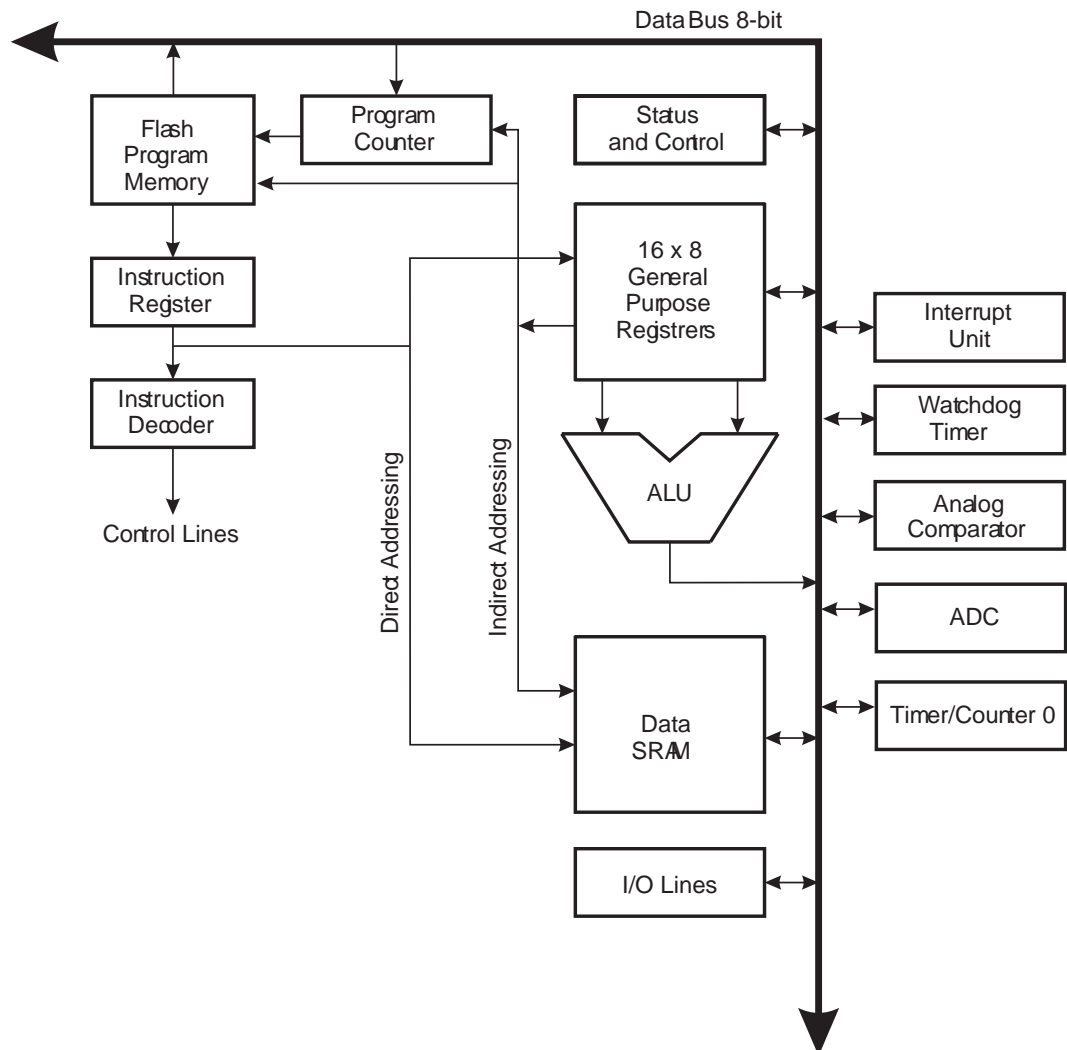 Data Bus 8-bit
Flash
Program
Memory
Program
Counter
Status
and Control
Instruction
Register
16 x 8
General
Purpose
Registrers
Interrupt
Unit
Instruction
Decoder
Watchdog
Timer
Control Lines
ALU
Analog
Comparator
Direct Addressing
Indirect Addressing
ADC
Data
SRAM
Timer/Counter 0
I/O Lines